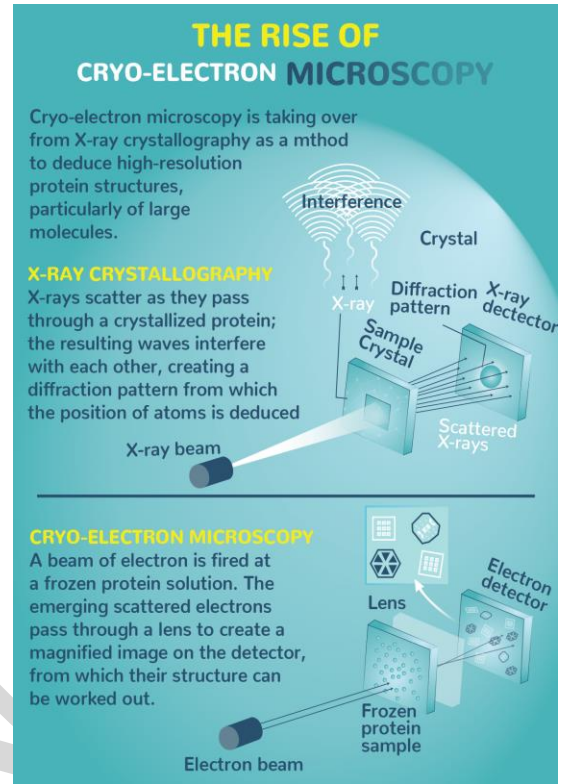 THE RISE OF
CRYO-ELECTRON MICROSCOPY
Cryo-electron microscopy is taking over
from X-ray crystallography as a mthod
to deduce high-resolution
protein structures,
particularly of large
molecules.
Interference
Crystal
X-RAY CRYSTALLOGRAPHY
X-rays scatter as they pass
through a crystallized protein;
the resulting waves interfere
with each other, creating a
diffraction pattern from which
the position of atoms is deduced
X-ray
Diffraction
pattern
X-ray
dectector
Sample
Crystal
Scattered
X-rays
X-ray beam
CRYO-ELECTRON MICROSCOPY
A beam of electron is fired at
a frozen protein solution. The
emerging scattered electrons
pass through a lens to create a
magnified image on the detector,
from which their structure can
be worked out.
Lens
Electron
detector
Frozen
protein
sample
Electron beam